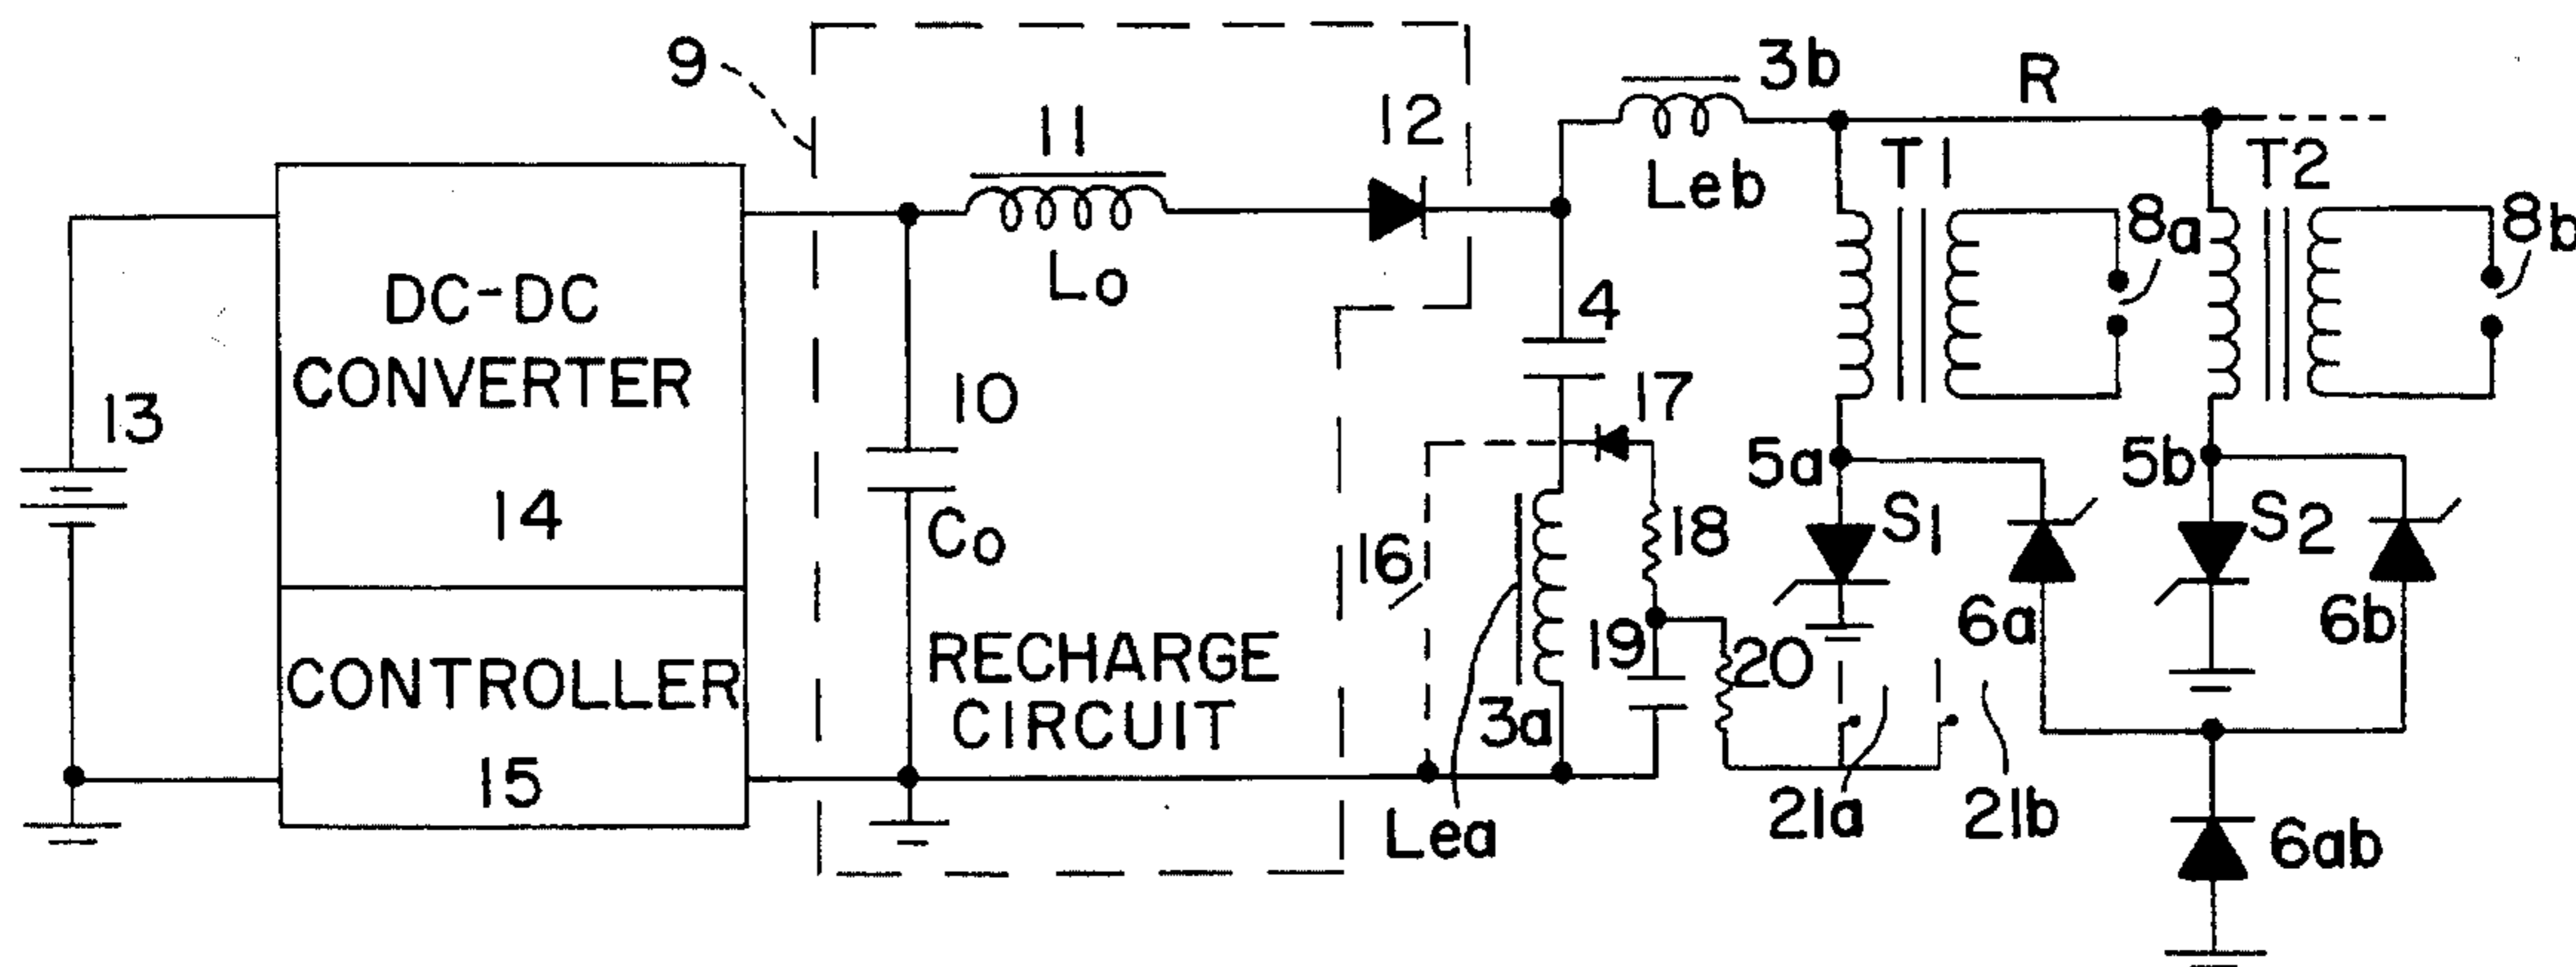 9
3b
R
11
12
T1
T2
Leb
8a
8b
Lo
DC-DC
CONVERTER
14
4
13
10
17
5a
5b
Co
16
18
S1
S2
6a
6b
CONTROLLER
15
RECHARGE
CIRCUIT
19
20
3a
Lea
21a
21b
6ab